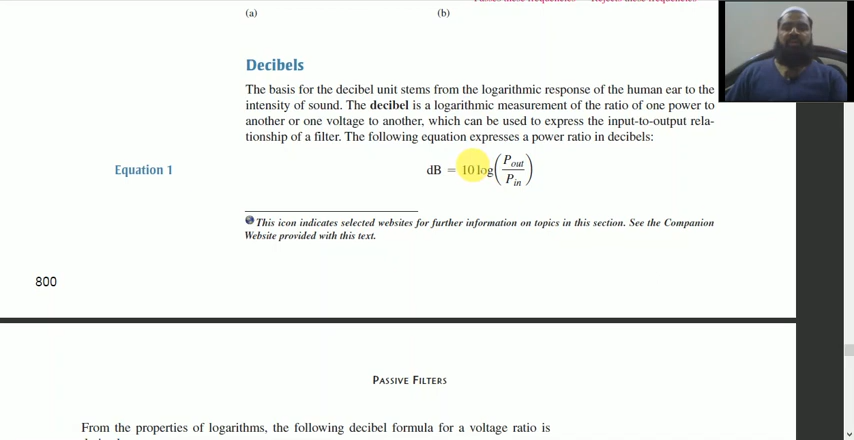 (a) (b)
Decibels
The basis for the decibel unit stems from the logarithmic response of the human ear to the
intensity of sound. The decibel is a logarithmic measurement of the ratio of one power to
another or one voltage to another, which can be used to express the input-to-output rela-
tionship of a filter. The following equation expresses a power ratio in decibels:
Equation 1 dB = 10 log(Pout/Pin)
This icon indicates selected websites for further information on topics in this section. See the Companion
Website provided with this text.
800
PASSIVE FILTERS
From the properties of logarithms, the following decibel formula for a voltage ratio is